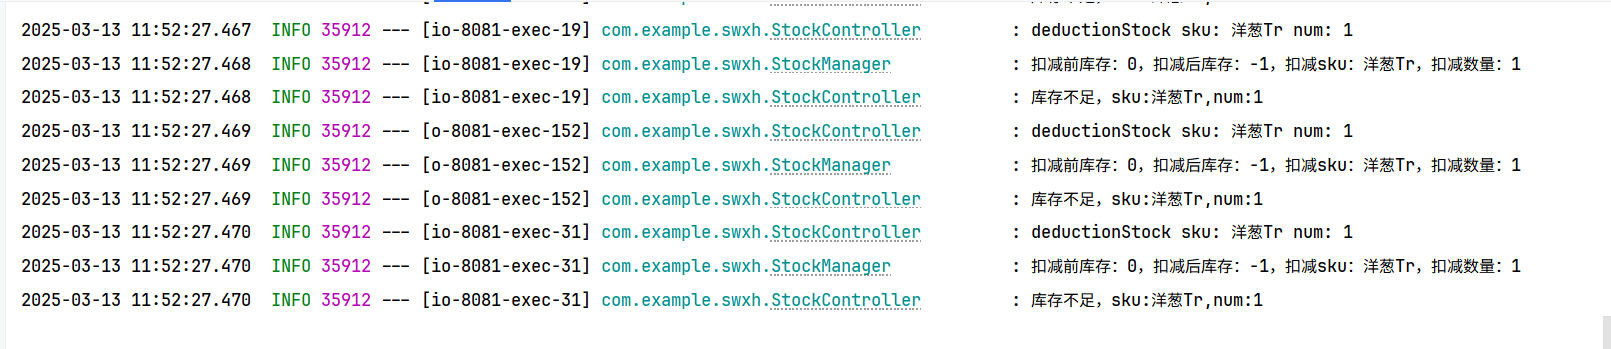 2025-03-13 11:52:27.467  INFO 35912 --- [io-8081-exec-19] com.example.swxh.StockController         : deductionStock sku: 洋葱Tr num: 1
2025-03-13 11:52:27.468  INFO 35912 --- [io-8081-exec-19] com.example.swxh.StockManager            : 扣减前库存：0，扣减后库存：-1，扣减sku：洋葱Tr，扣减数量：1
2025-03-13 11:52:27.468  INFO 35912 --- [io-8081-exec-19] com.example.swxh.StockController         : 库存不足，sku:洋葱Tr,num:1
2025-03-13 11:52:27.469  INFO 35912 --- [o-8081-exec-152] com.example.swxh.StockController         : deductionStock sku: 洋葱Tr num: 1
2025-03-13 11:52:27.469  INFO 35912 --- [o-8081-exec-152] com.example.swxh.StockManager            : 扣减前库存：0，扣减后库存：-1，扣减sku：洋葱Tr，扣减数量：1
2025-03-13 11:52:27.469  INFO 35912 --- [o-8081-exec-152] com.example.swxh.StockController         : 库存不足，sku:洋葱Tr,num:1
2025-03-13 11:52:27.470  INFO 35912 --- [io-8081-exec-31] com.example.swxh.StockController         : deductionStock sku: 洋葱Tr num: 1
2025-03-13 11:52:27.470  INFO 35912 --- [io-8081-exec-31] com.example.swxh.StockManager            : 扣减前库存：0，扣减后库存：-1，扣减sku：洋葱Tr，扣减数量：1
2025-03-13 11:52:27.470  INFO 35912 --- [io-8081-exec-31] com.example.swxh.StockController         : 库存不足，sku:洋葱Tr,num:1